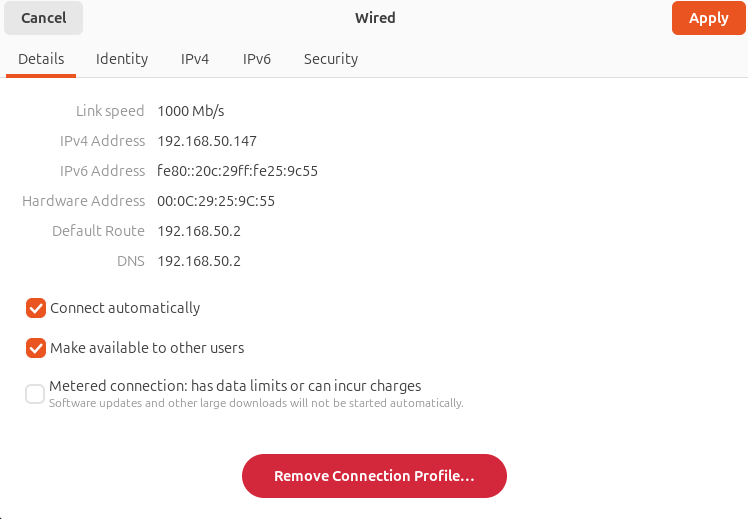 Cancel
Wired
Apply
Details
Identity
IPv4
IPv6
Security
Link speed 1000 Mb/s
IPv4 Address 192.168.50.147
IPv6 Address fe80::20c:29ff:fe25:9c55
Hardware Address 00:0C:29:25:9C:55
Default Route 192.168.50.2
DNS 192.168.50.2
Connect automatically
Make available to other users
Metered connection: has data limits or can incur charges
Software updates and other large downloads will not be started automatically.
Remove Connection Profile…